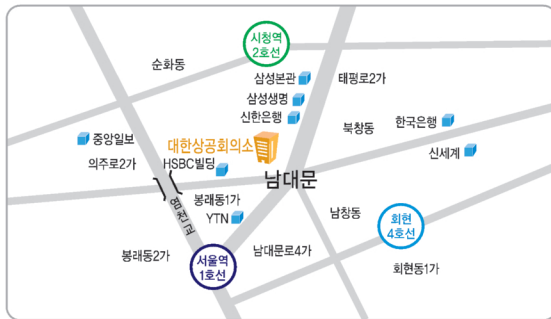 시청역
2호선
순화동
삼성본관
태평로2가
삼성생명
신한은행
북창동
한국은행
중앙일보
대한상공회의소
신세계
의주로2가
HSBC빌딩
남대문
염천교
봉래동1가
YTN
남창동
회현
4호선
봉래동2가
서울역
1호선
남대문로4가
회현동1가